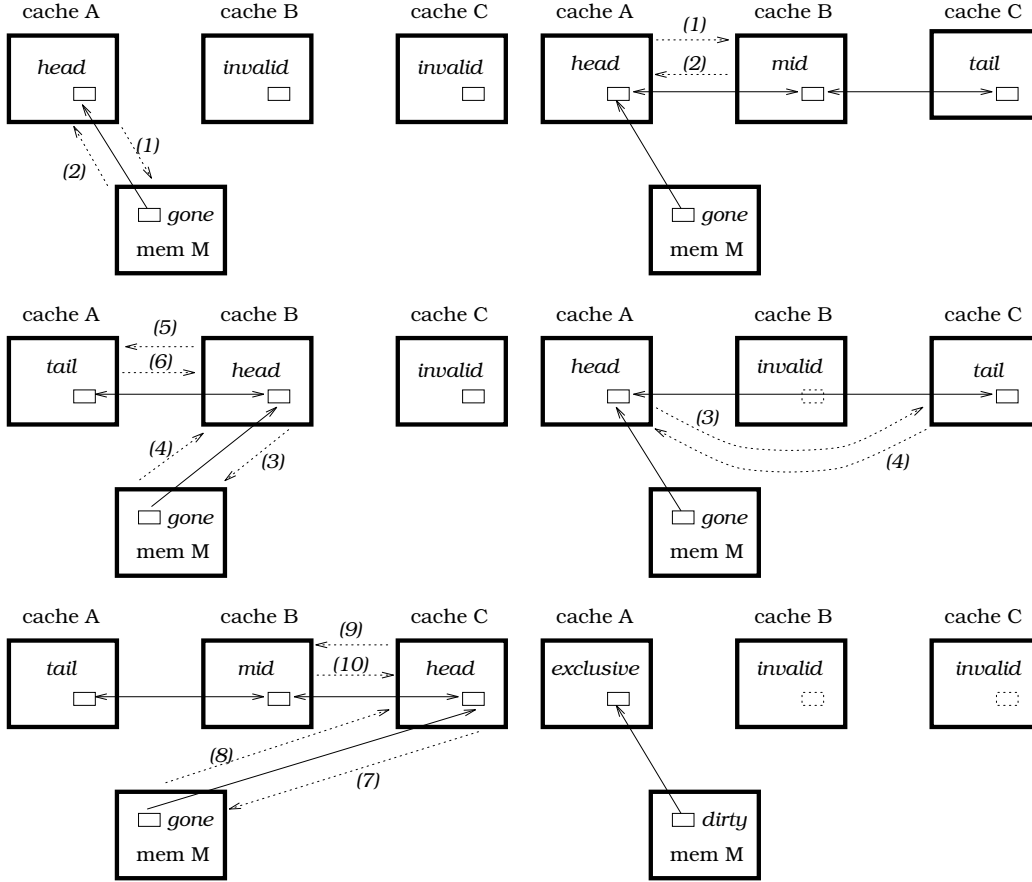 cache A cache B cache C cache A cache B cache C
head invalid invalid head (1) mid tail
(2)
(1)
(2)
gone gone
mem M mem M
cache A cache B cache C cache A cache B cache C
(5)
tail (6) head invalid head invalid tail
(4) (3) (3) (4)
gone gone
mem M mem M
cache A cache B cache C cache A cache B cache C
(9)
tail mid (10) head exclusive invalid invalid
(8) (7)
gone dirty
mem M mem M